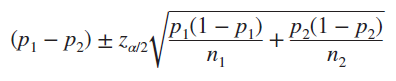 (p₁ − p₂) ± z_{α/2} √( p₁(1 − p₁)/n₁ + p₂(1 − p₂)/n₂ )